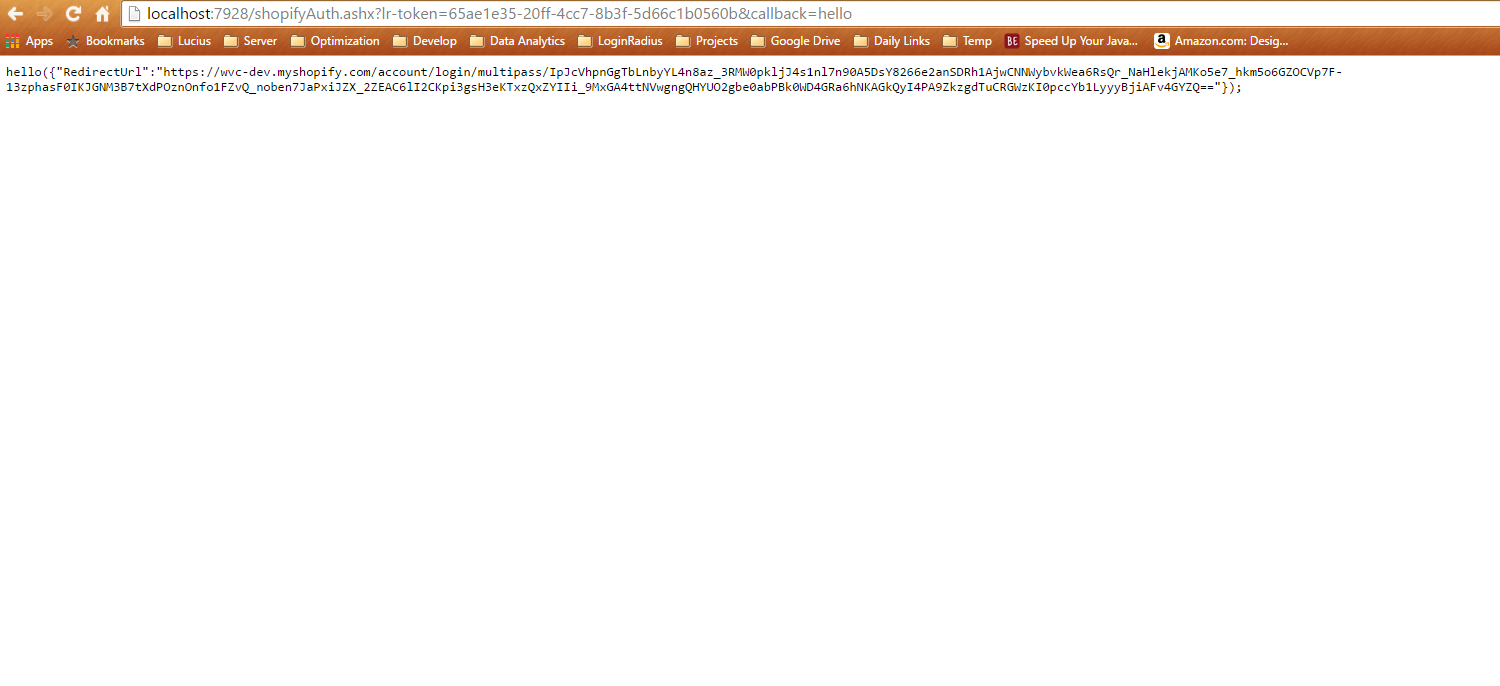 localhost:7928/shopifyAuth.ashx?lr-token=65ae1e35-20ff-4cc7-8b3f-5d66c1b0560b&callback=hello
Apps Bookmarks Lucius Server Optimization Develop Data Analytics LoginRadius Projects Google Drive Daily Links Temp BE Speed Up Your Java... a Amazon.com: Desig...
hello({"RedirectUrl":"https://wvc-dev.myshopify.com/account/login/multipass/IpJcVhpnGgTbLnbyYL4n8az_3RMW0pkljJ4s1nl7n90A5DsY8266e2anSDRh1AjwCNNWybvkWea6RsQr_NaHlekjAMKo5e7_hkm5o6GZOCVp7F-
13zphasF0IKJGNM3B7tXdPOznOnfo1FZvQ_noben7JaPxiJZX_2ZEAC6lI2CKpi3gsH3eKTxzQxZYIIi_9MxGA4ttNVwgngQHYUO2gbe0abPBk0WD4GRa6hNKAGkQyI4PA9ZkzgdTuCRGWzKI0pccYb1LyyyBjiAFv4GYZQ=="});